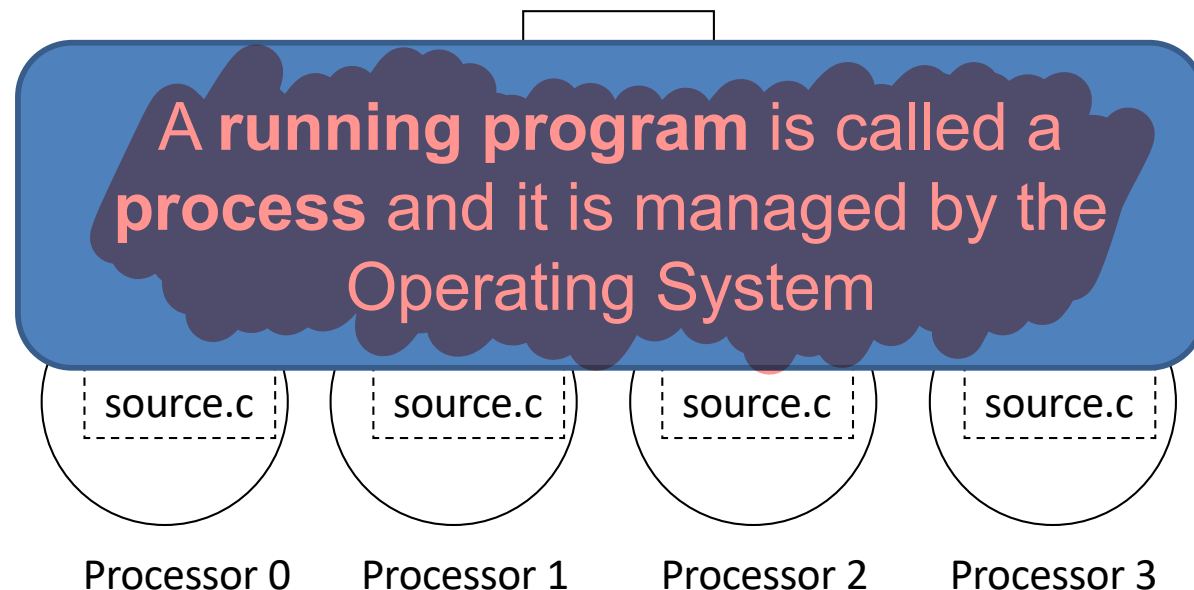 A running program is called a
process and it is managed by the
Operating System
source.c source.c source.c source.c
Processor 0 Processor 1 Processor 2 Processor 3